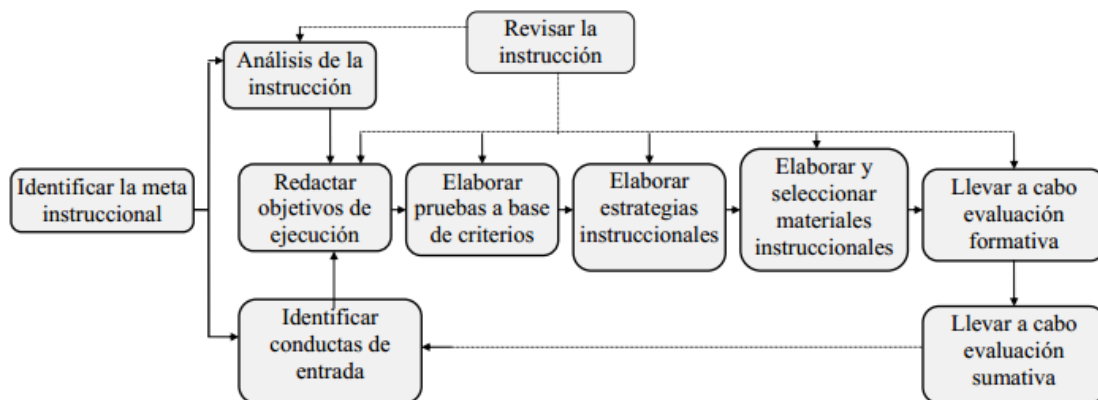 Revisar la
instrucción
Análisis de la
instrucción
Identificar la meta
instruccional
Redactar
objetivos de
ejecución
Elaborar
pruebas a base
de criterios
Elaborar
estrategias
instruccionales
Elaborar y
seleccionar
materiales
instruccionales
Llevar a cabo
evaluación
formativa
Identificar
conductas de
entrada
Llevar a cabo
evaluación
sumativa